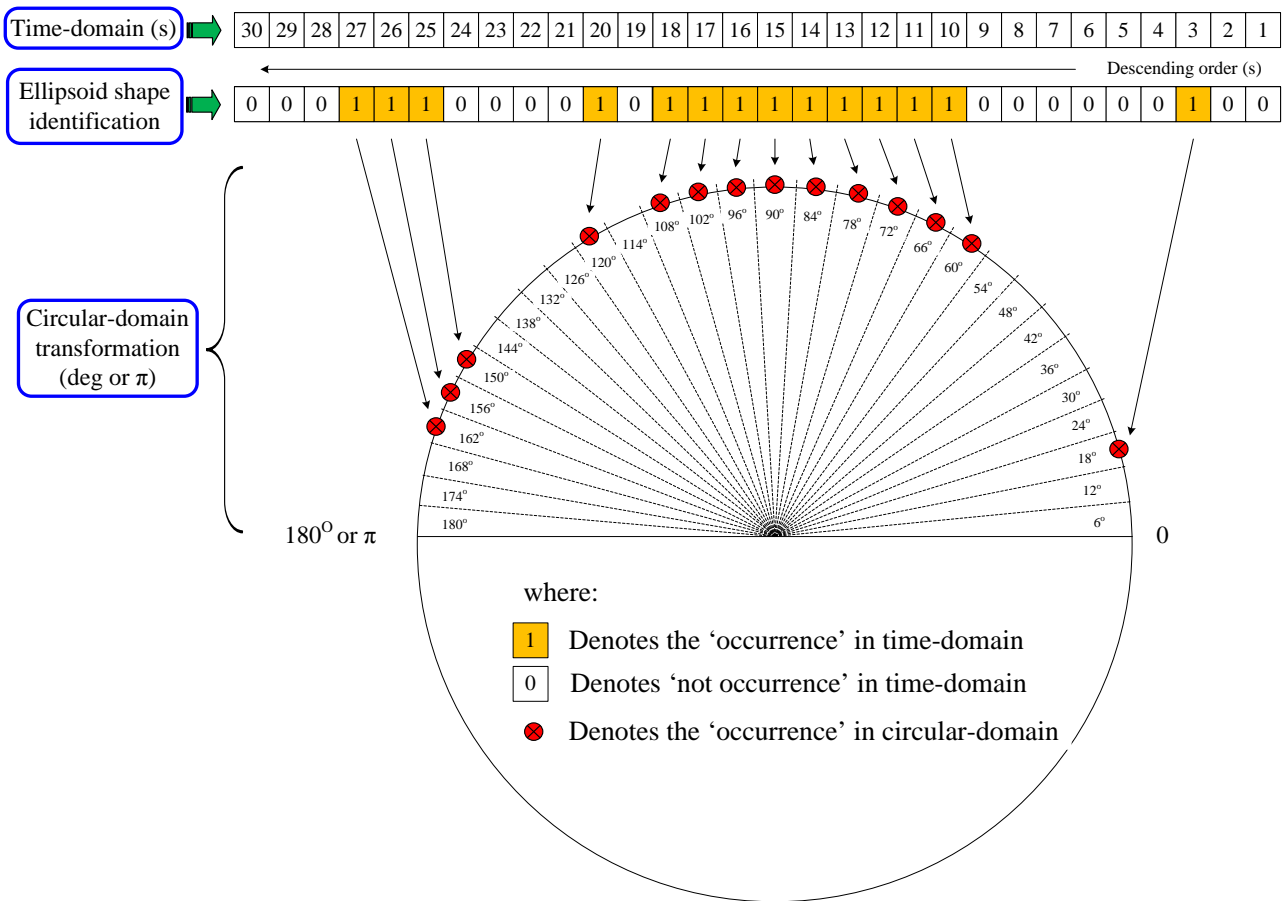 Time-domain (s)
30 29 28 27 26 25 24 23 22 21 20 19 18 17 16 15 14 13 12 11 10 9 8 7 6 5 4 3 2 1
Descending order (s)
Ellipsoid shape
identification
0 0 0 1 1 1 0 0 0 0 1 0 1 1 1 1 1 1 1 1 1 0 0 0 0 0 0 1 0 0
Circular-domain
transformation
(deg or π)
180° 174° 168° 162° 156° 150° 144° 138° 132° 126° 120° 114° 108° 102° 96° 90° 84° 78° 72° 66° 60° 54° 48° 42° 36° 30° 24° 18° 12° 6°
180ᴼ or π
0
where:
1 Denotes the ‘occurrence’ in time-domain
0 Denotes ‘not occurrence’ in time-domain
Denotes the ‘occurrence’ in circular-domain